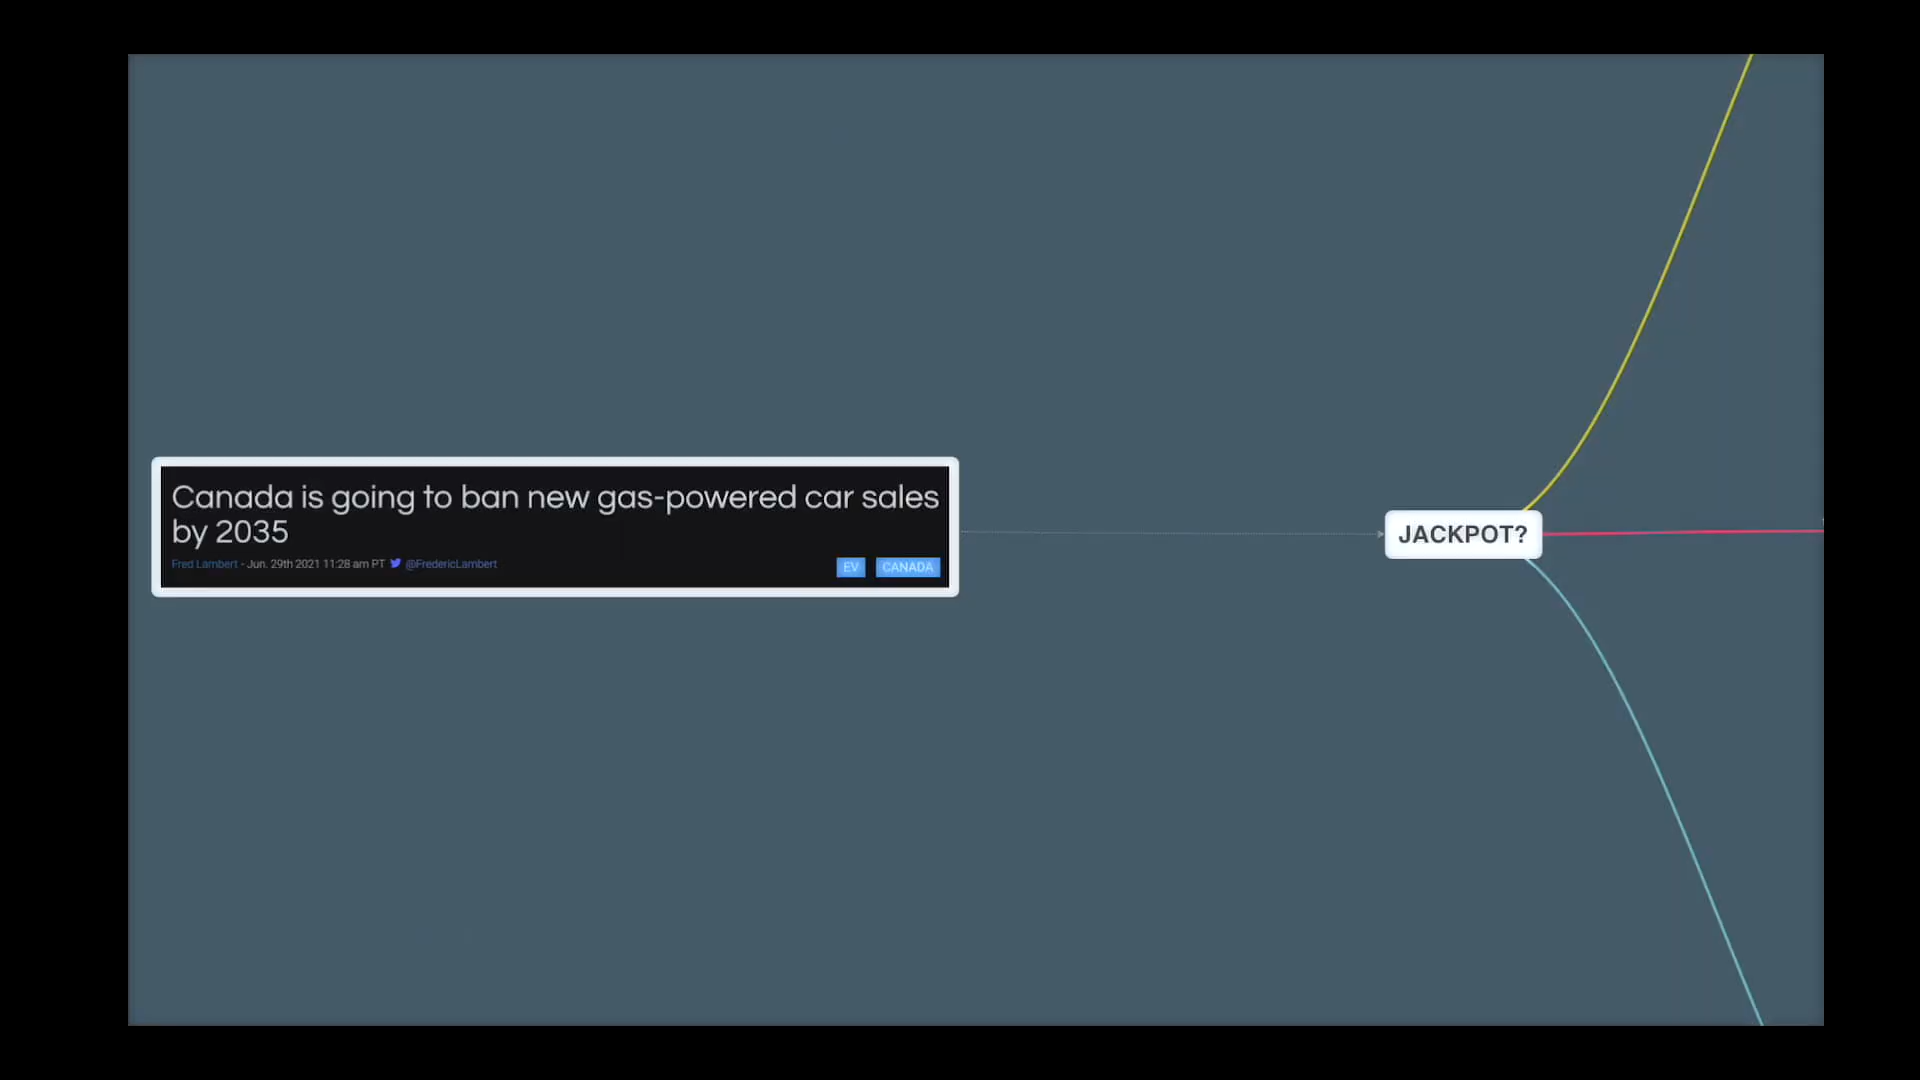 Canada is going to ban new gas-powered car sales
by 2035
Fred Lambert - Jun. 29th 2021 11:28 am PT @FredericLambert
EV CANADA
JACKPOT?